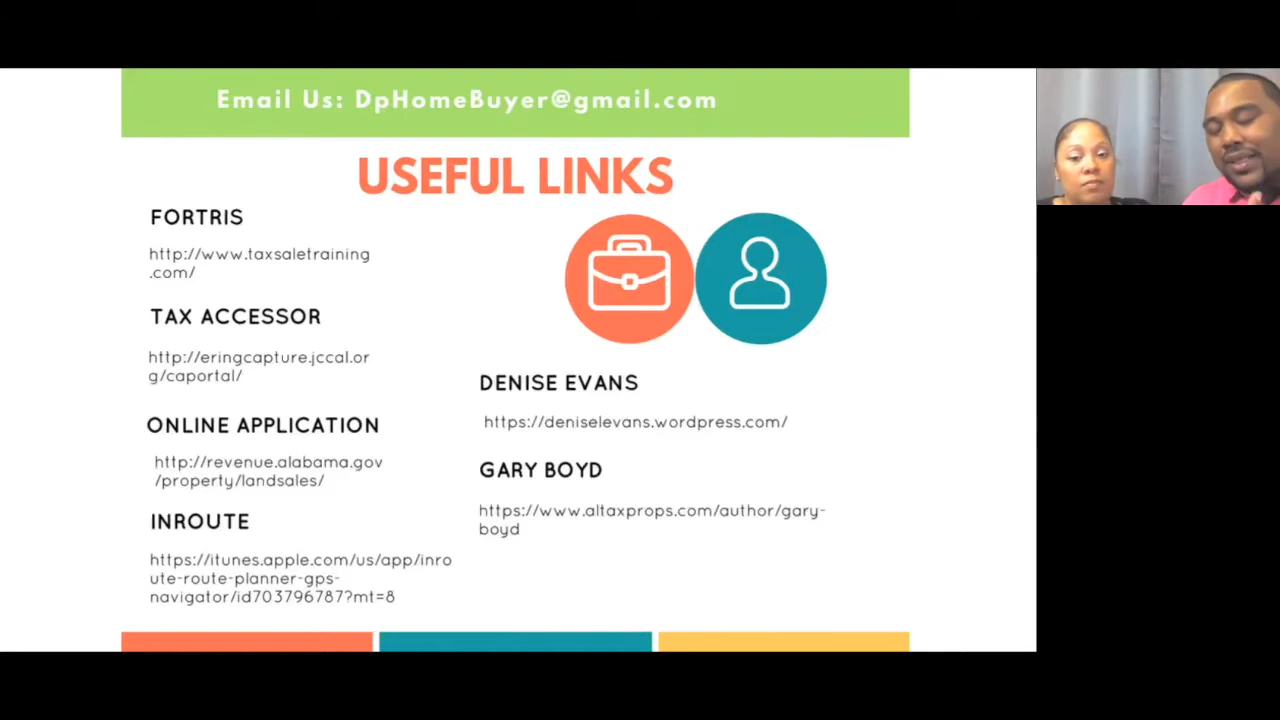 Email Us: DpHomeBuyer@gmail.com
USEFUL LINKS
FORTRIS
http://www.taxsaletraining
.com/
TAX ACCESSOR
http://eringcapture.jccal.or
g/caportal/
ONLINE APPLICATION
http://revenue.alabama.gov
/property/landsales/
INROUTE
https://itunes.apple.com/us/app/inro
ute-route-planner-gps-
navigator/id703796787?mt=8
DENISE EVANS
https://deniselevans.wordpress.com/
GARY BOYD
https://www.altaxprops.com/author/gary-
boyd